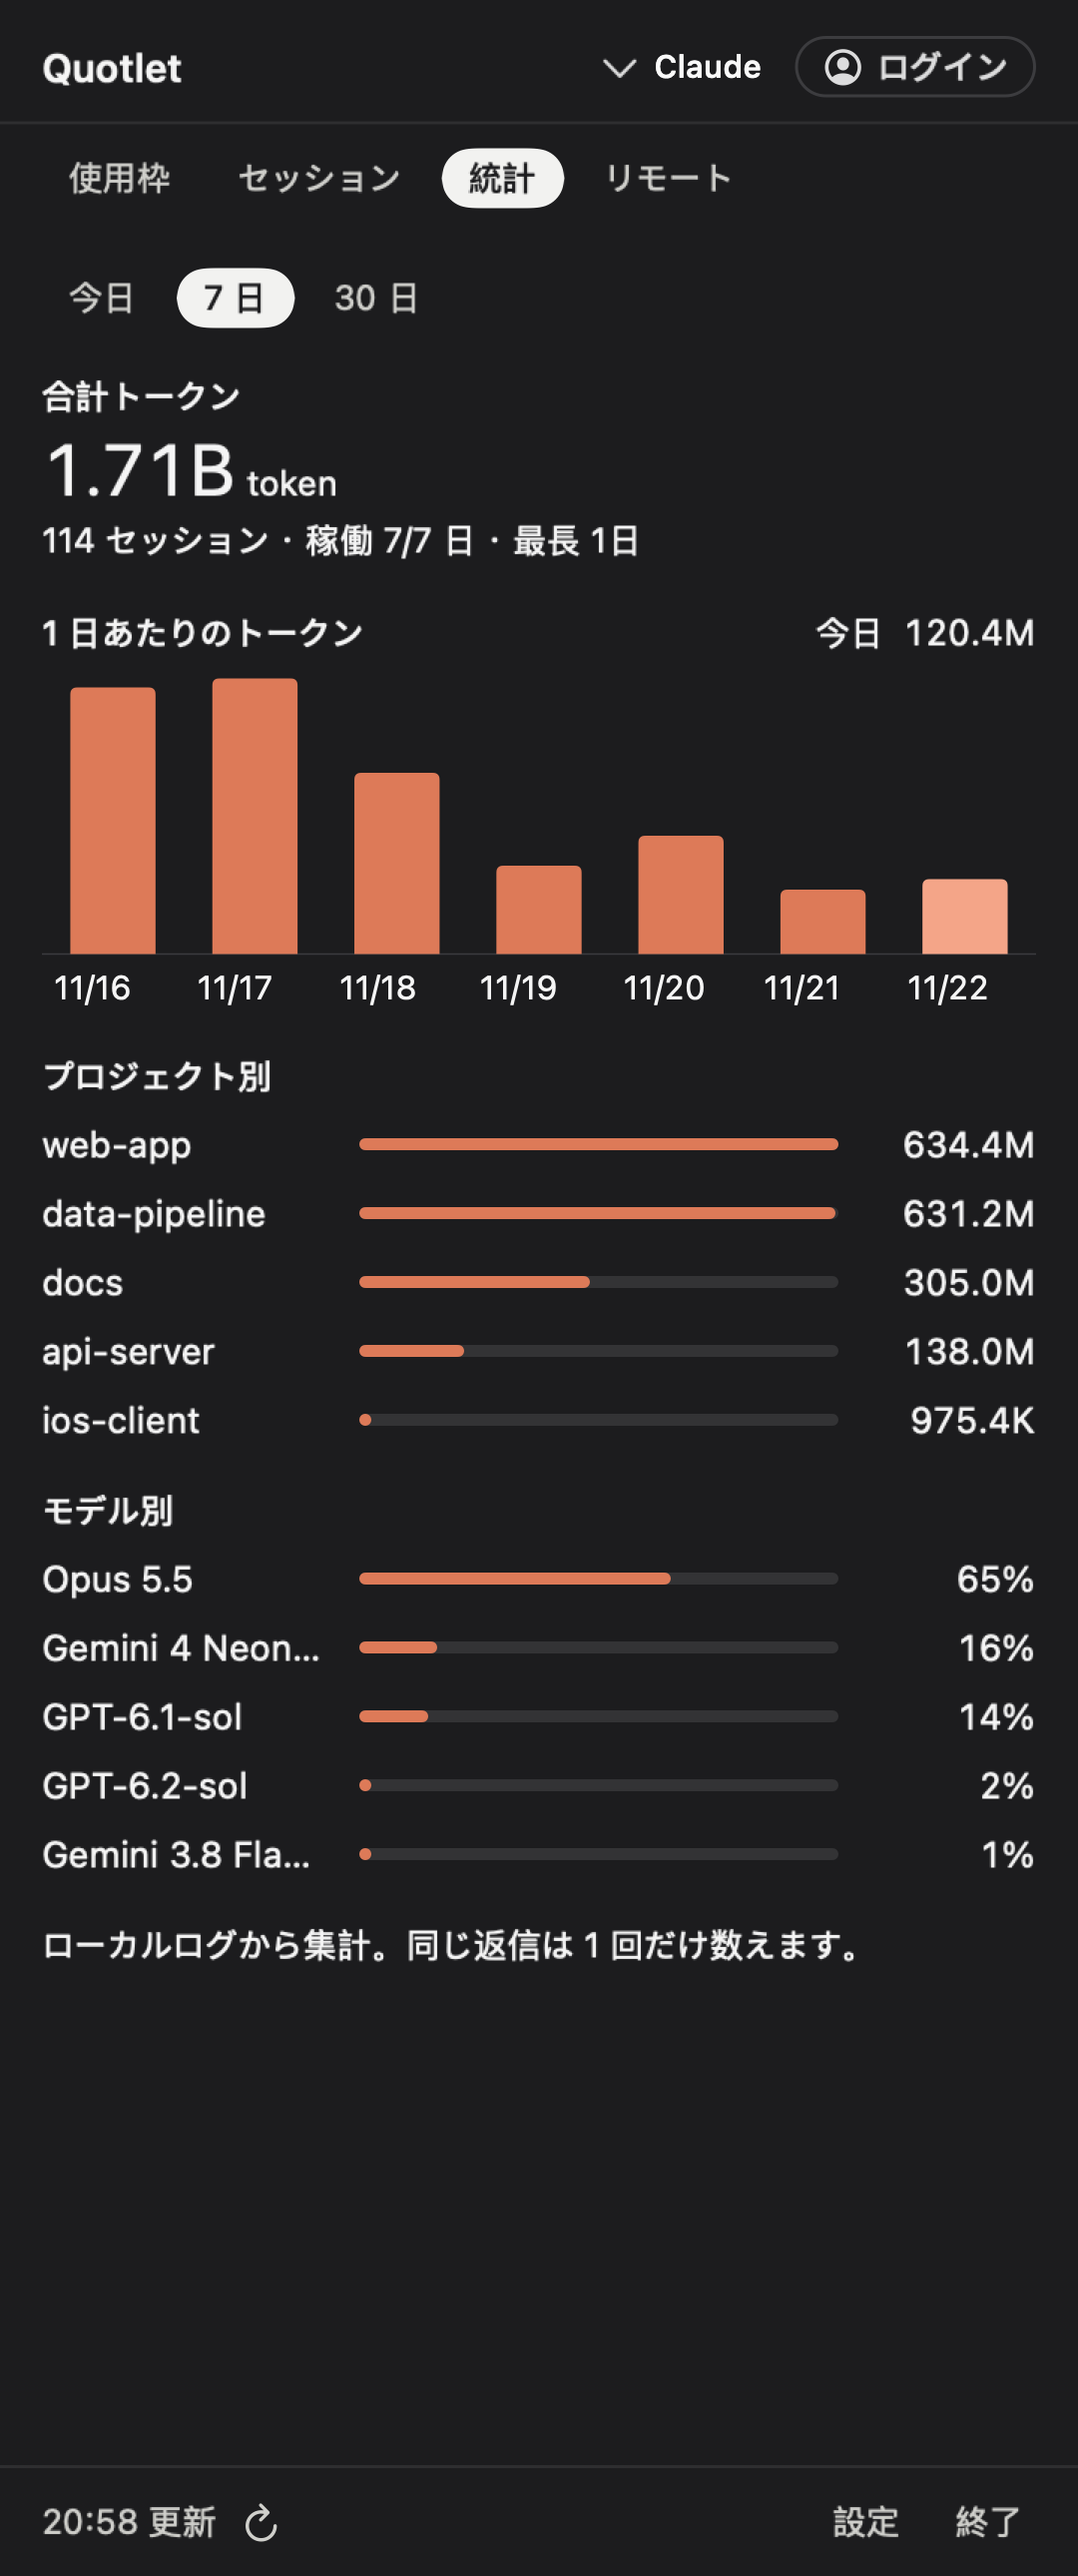 Quotlet
Claude
ログイン
使用枠 セッション 統計 リモート
今日 7 日 30 日
合計トークン
1.71B token
114 セッション · 稼働 7/7 日 · 最長 1日
1 日あたりのトークン 今日 120.4M
11/16 11/17 11/18 11/19 11/20 11/21 11/22
プロジェクト別
web-app 634.4M
data-pipeline 631.2M
docs 305.0M
api-server 138.0M
ios-client 975.4K
モデル別
Opus 5.5 65%
Gemini 4 Neon... 16%
GPT-6.1-sol 14%
GPT-6.2-sol 2%
Gemini 3.8 Fla... 1%
ローカルログから集計。同じ返信は 1 回だけ数えます。
20:58 更新 設定 終了